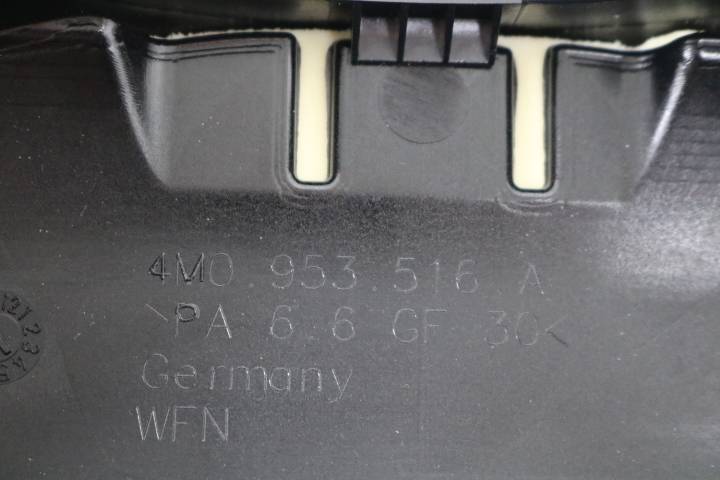 4M0.953.516 A
>PA 6.6 GF 30<
Germany
WFN